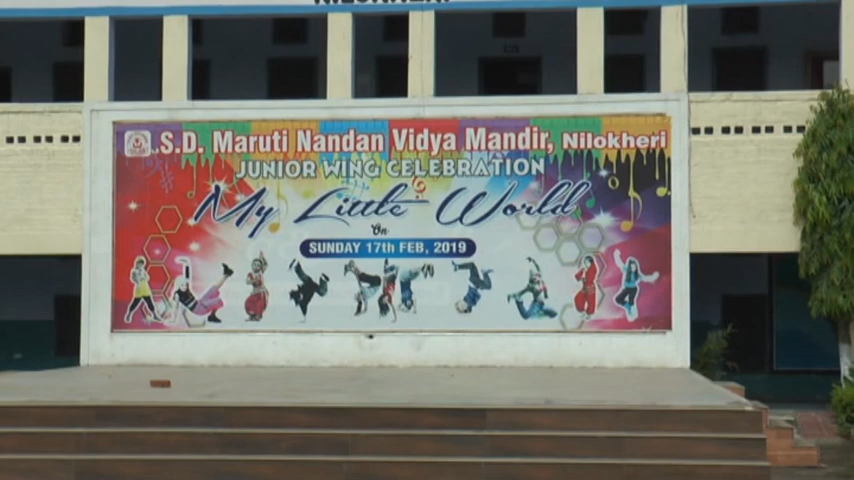 S.D. Maruti Nandan Vidya Mandir, Nilokheri
JUNIOR WING CELEBRATION
My Little World
On
SUNDAY 17th FEB, 2019